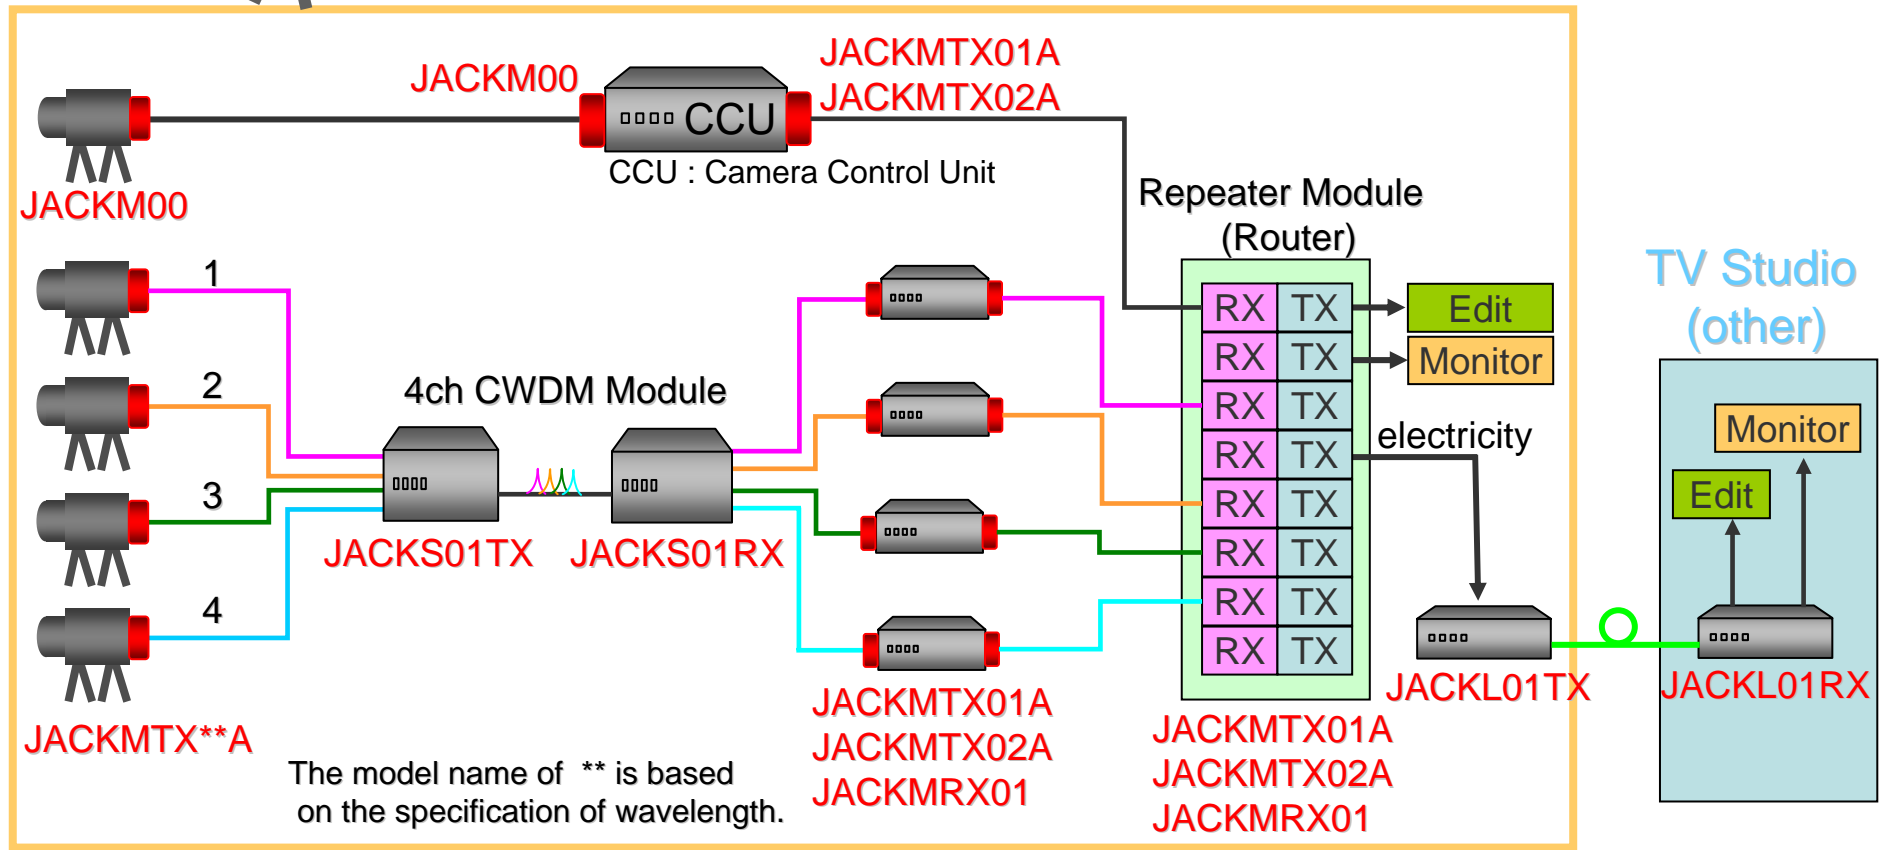 JACKM00
JACKMTX01A
JACKMTX02A
CCU
CCU : Camera Control Unit
JACKM00
Repeater Module
(Router)
TV Studio
(other)
1
2
3
4
4ch CWDM Module
JACKS01TX
JACKS01RX
RX TX
RX TX
RX TX
RX TX
RX TX
RX TX
RX TX
RX TX
Edit
Monitor
electricity
Monitor
Edit
JACKL01TX
JACKL01RX
JACKMTX**A
The model name of ** is based
on the specification of wavelength.
JACKMTX01A
JACKMTX02A
JACKMRX01
JACKMTX01A
JACKMTX02A
JACKMRX01